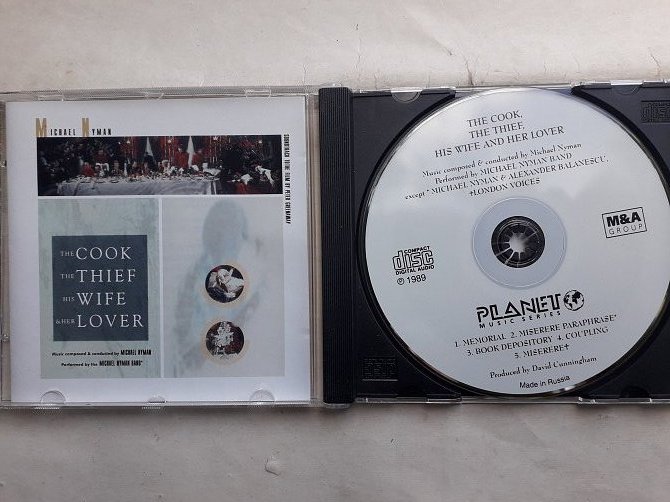 MICHAEL NYMAN
SOUNDTRACK TO THE FILM BY PETER GREENAWAY
THE COOK
THE THIEF
HIS WIFE
& HER LOVER
Music composed & conducted by MICHAEL NYMAN
Performed by the MICHAEL NYMAN BAND*
THE COOK,
THE THIEF,
HIS WIFE AND HER LOVER
Music composed & conducted by Michael Nyman
Performed by MICHAEL NYMAN BAND
except * MICHAEL NYMAN & ALEXANDER BALANESCU,
†LONDON VOICES
M&A
GROUP
COMPACT
disc
DIGITAL AUDIO
℗ 1989
PLANET
MUSIC SERIES
1. MEMORIAL 2. MISERERE PARAPHRASE*
3. BOOK DEPOSITORY 4. COUPLING
5. MISERERE†
Produced by David Cunningham
Made in Russia